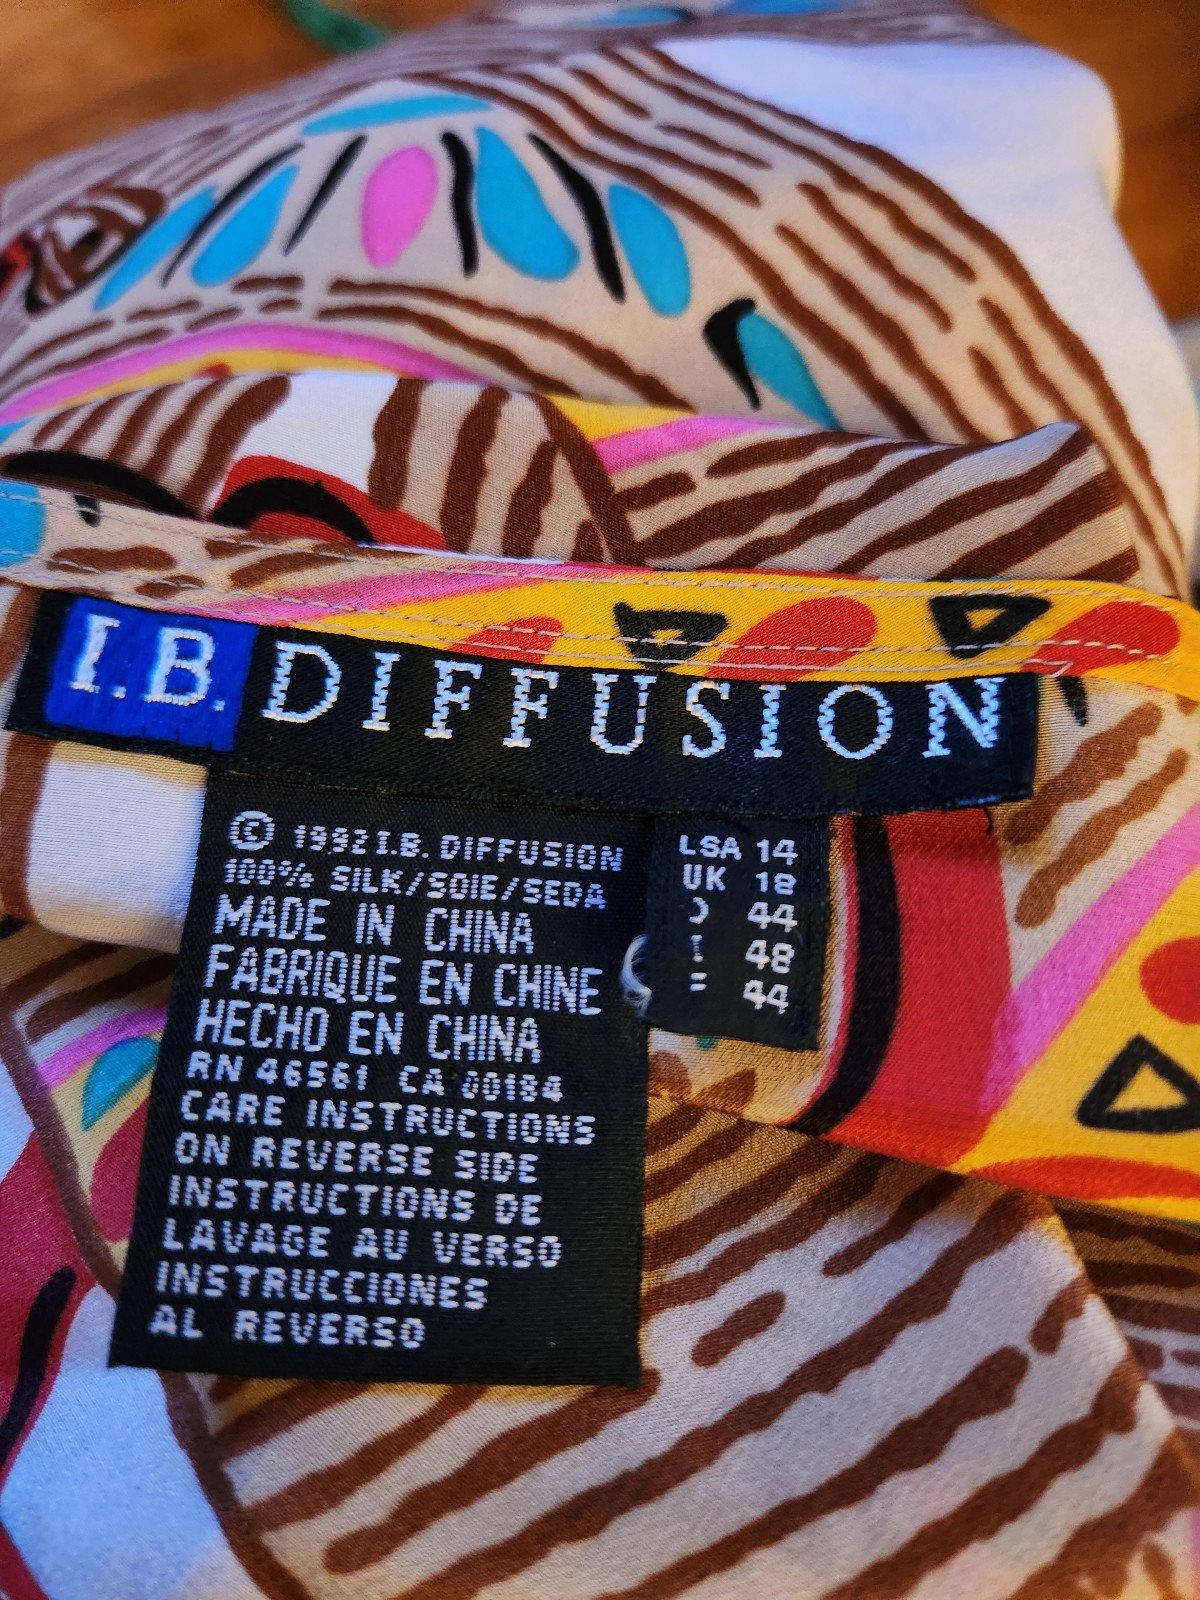 I.B. DIFFUSION
© 1992 I.B. DIFFUSION
100% SILK/SOIE/SEDA
MADE IN CHINA
FABRIQUE EN CHINE
HECHO EN CHINA
RN 46561 CA 00184
CARE INSTRUCTIONS
ON REVERSE SIDE
INSTRUCTIONS DE
LAVAGE AU VERSO
INSTRUCCIONES
AL REVERSO
USA 14
UK 18
44
48
44